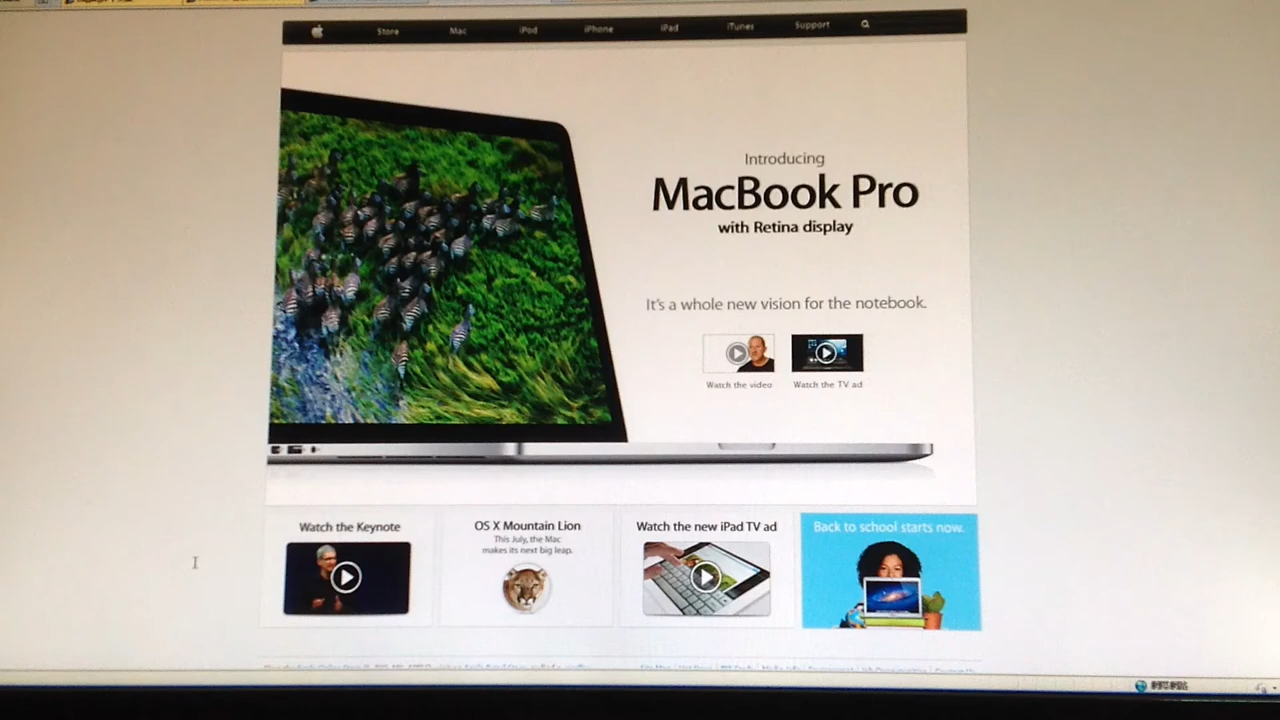 Store Mac iPod iPhone iPad iTunes Support
Introducing
MacBook Pro
with Retina display
It's a whole new vision for the notebook.
Watch the video Watch the TV ad
Watch the Keynote
OS X Mountain Lion
This July, the Mac
makes its next big leap.
Watch the new iPad TV ad
Back to school starts now.